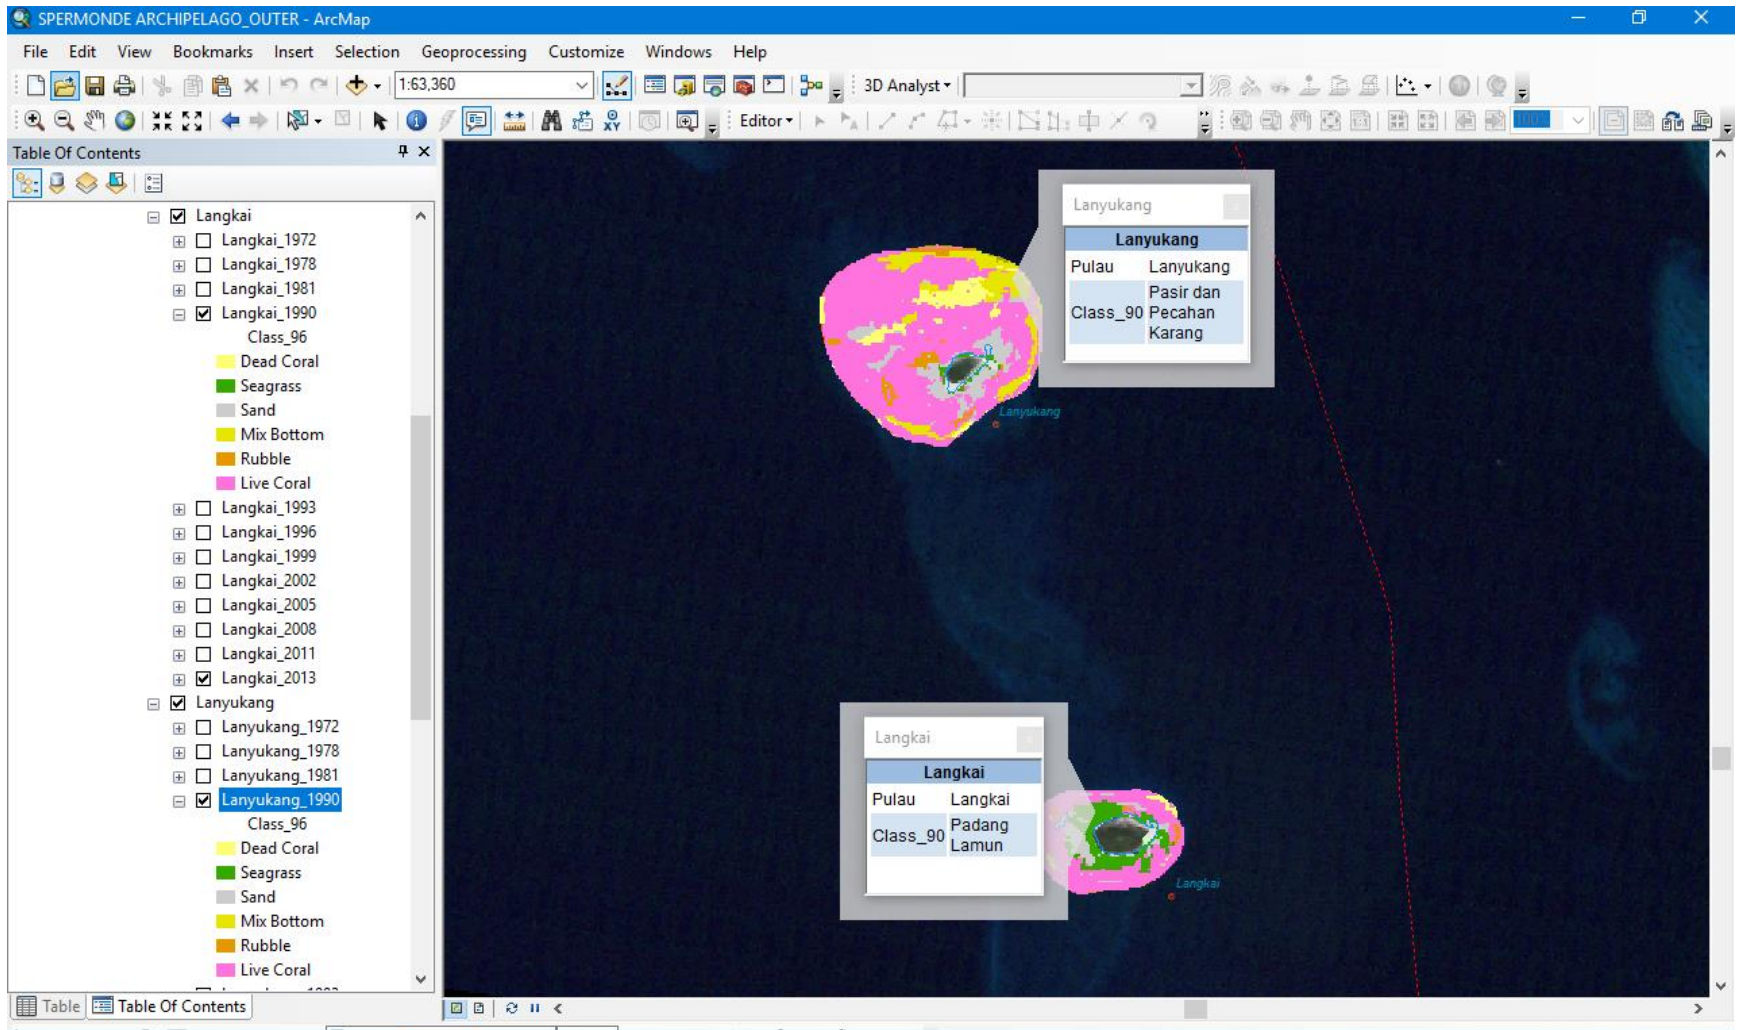 SPERMONDE ARCHIPELAGO_OUTER - ArcMap
File Edit View Bookmarks Insert Selection Geoprocessing Customize Windows Help
1:63,360 3D Analyst
Editor 100%
Table Of Contents
Langkai
Langkai_1972
Langkai_1978
Langkai_1981
Langkai_1990
Class_96
Dead Coral
Seagrass
Sand
Mix Bottom
Rubble
Live Coral
Langkai_1993
Langkai_1996
Langkai_1999
Langkai_2002
Langkai_2005
Langkai_2008
Langkai_2011
Langkai_2013
Lanyukang
Lanyukang_1972
Lanyukang_1978
Lanyukang_1981
Lanyukang_1990
Class_96
Dead Coral
Seagrass
Sand
Mix Bottom
Rubble
Live Coral
Table Table Of Contents
Lanyukang
Lanyukang
Pulau Lanyukang
Class_90 Pasir dan
Pecahan
Karang
Lanyukang
Langkai
Langkai
Pulau Langkai
Class_90 Padang
Lamun
Langkai